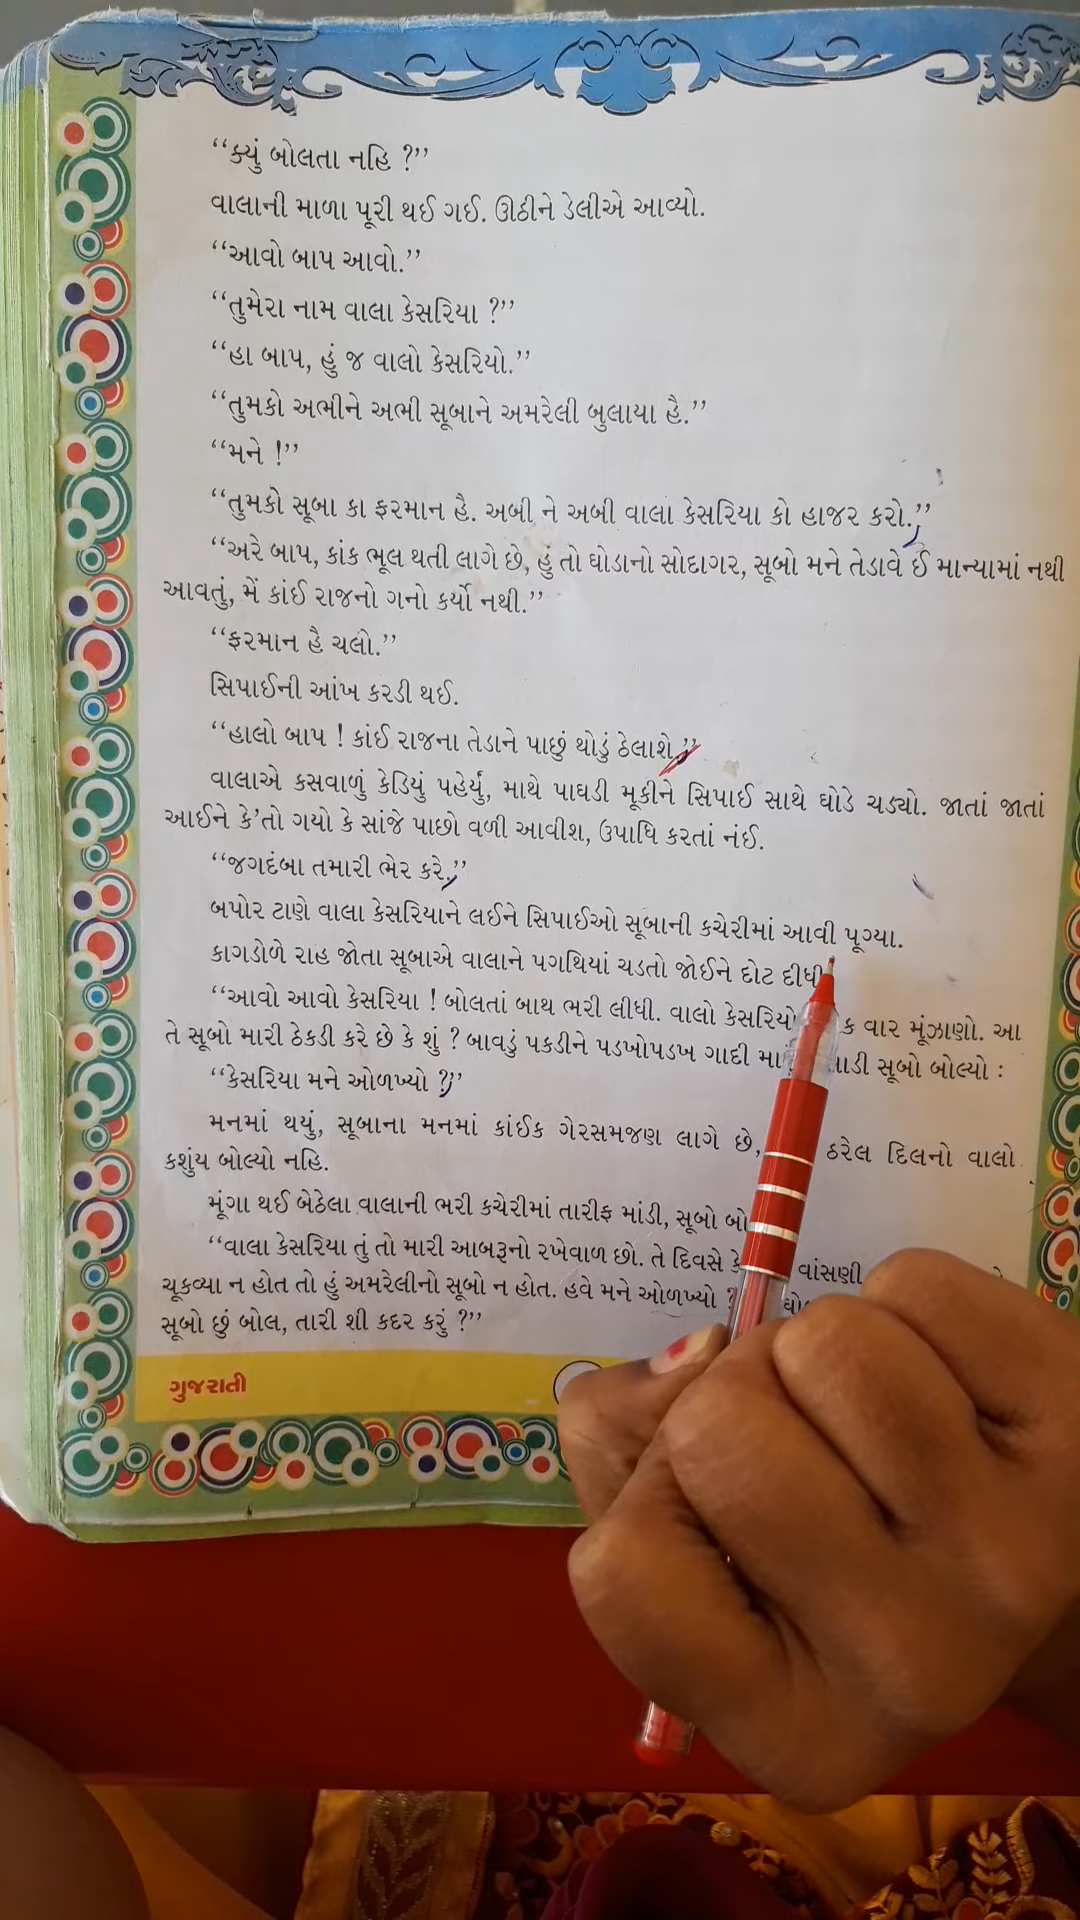 “ક્યું બોલતા નહિ ?”
વાલાની માળા પૂરી થઈ ગઈ. ઊઠીને ડેલીએ આવ્યો.
“આવો બાપ આવો.”
“તુમેરા નામ વાલા કેસરિયા ?”
“હા બાપ, હું જ વાલો કેસરિયો.”
“તુમકો અભીને અભી સૂબાને અમરેલી બુલાયા હૈ.”
“મને !”
“તુમકો સૂબા કા ફરમાન હૈ. અબી ને અબી વાલા કેસરિયા કો હાજર કરો.”
“અરે બાપ, કાંક ભૂલ થતી લાગે છે, હું તો ઘોડાનો સોદાગર, સૂબો મને તેડાવે ઈ માન્યામાં નથી
આવતું, મેં કાંઈ રાજનો ગનો કર્યો નથી.”
“ફરમાન હૈ ચલો.”
સિપાઈની આંખ કરડી થઈ.
“હાલો બાપ ! કાંઈ રાજના તેડાને પાછું થોડું ઠેલાશે.”
વાલાએ કસવાળું કેડિયું પહેર્યું, માથે પાઘડી મૂકીને સિપાઈ સાથે ઘોડે ચડ્યો. જાતાં જાતાં
આઈને કે’તો ગયો કે સાંજે પાછો વળી આવીશ, ઉપાધિ કરતાં નંઈ.
“જગદંબા તમારી ભેર કરે.”
બપોર ટાણે વાલા કેસરિયાને લઈને સિપાઈઓ સૂબાની કચેરીમાં આવી પૂગ્યા.
કાગડોળે રાહ જોતા સૂબાએ વાલાને પગથિયાં ચડતો જોઈને દોટ દીધી
“આવો આવો કેસરિયા ! બોલતાં બાથ ભરી લીધી. વાલો કેસરિયો ક વાર મૂંઝાણો. આ
તે સૂબો મારી ઠેકડી કરે છે કે શું ? બાવડું પકડીને પડખોપડખ ગાદી મા ાડી સૂબો બોલ્યો :
“કેસરિયા મને ઓળખ્યો ?”
મનમાં થયું, સૂબાના મનમાં કાંઈક ગેરસમજણ લાગે છે, ઠરેલ દિલનો વાલો
કશુંય બોલ્યો નહિ.
મૂંગા થઈ બેઠેલા વાલાની ભરી કચેરીમાં તારીફ માંડી, સૂબો બો
“વાલા કેસરિયા તું તો મારી આબરૂનો રખેવાળ છો. તે દિવસે કે વાંસણી
ચૂકવ્યા ન હોત તો હું અમરેલીનો સૂબો ન હોત. હવે મને ઓળખ્યો ?
સૂબો છું બોલ, તારી શી કદર કરું ?”
ગુજરાતી